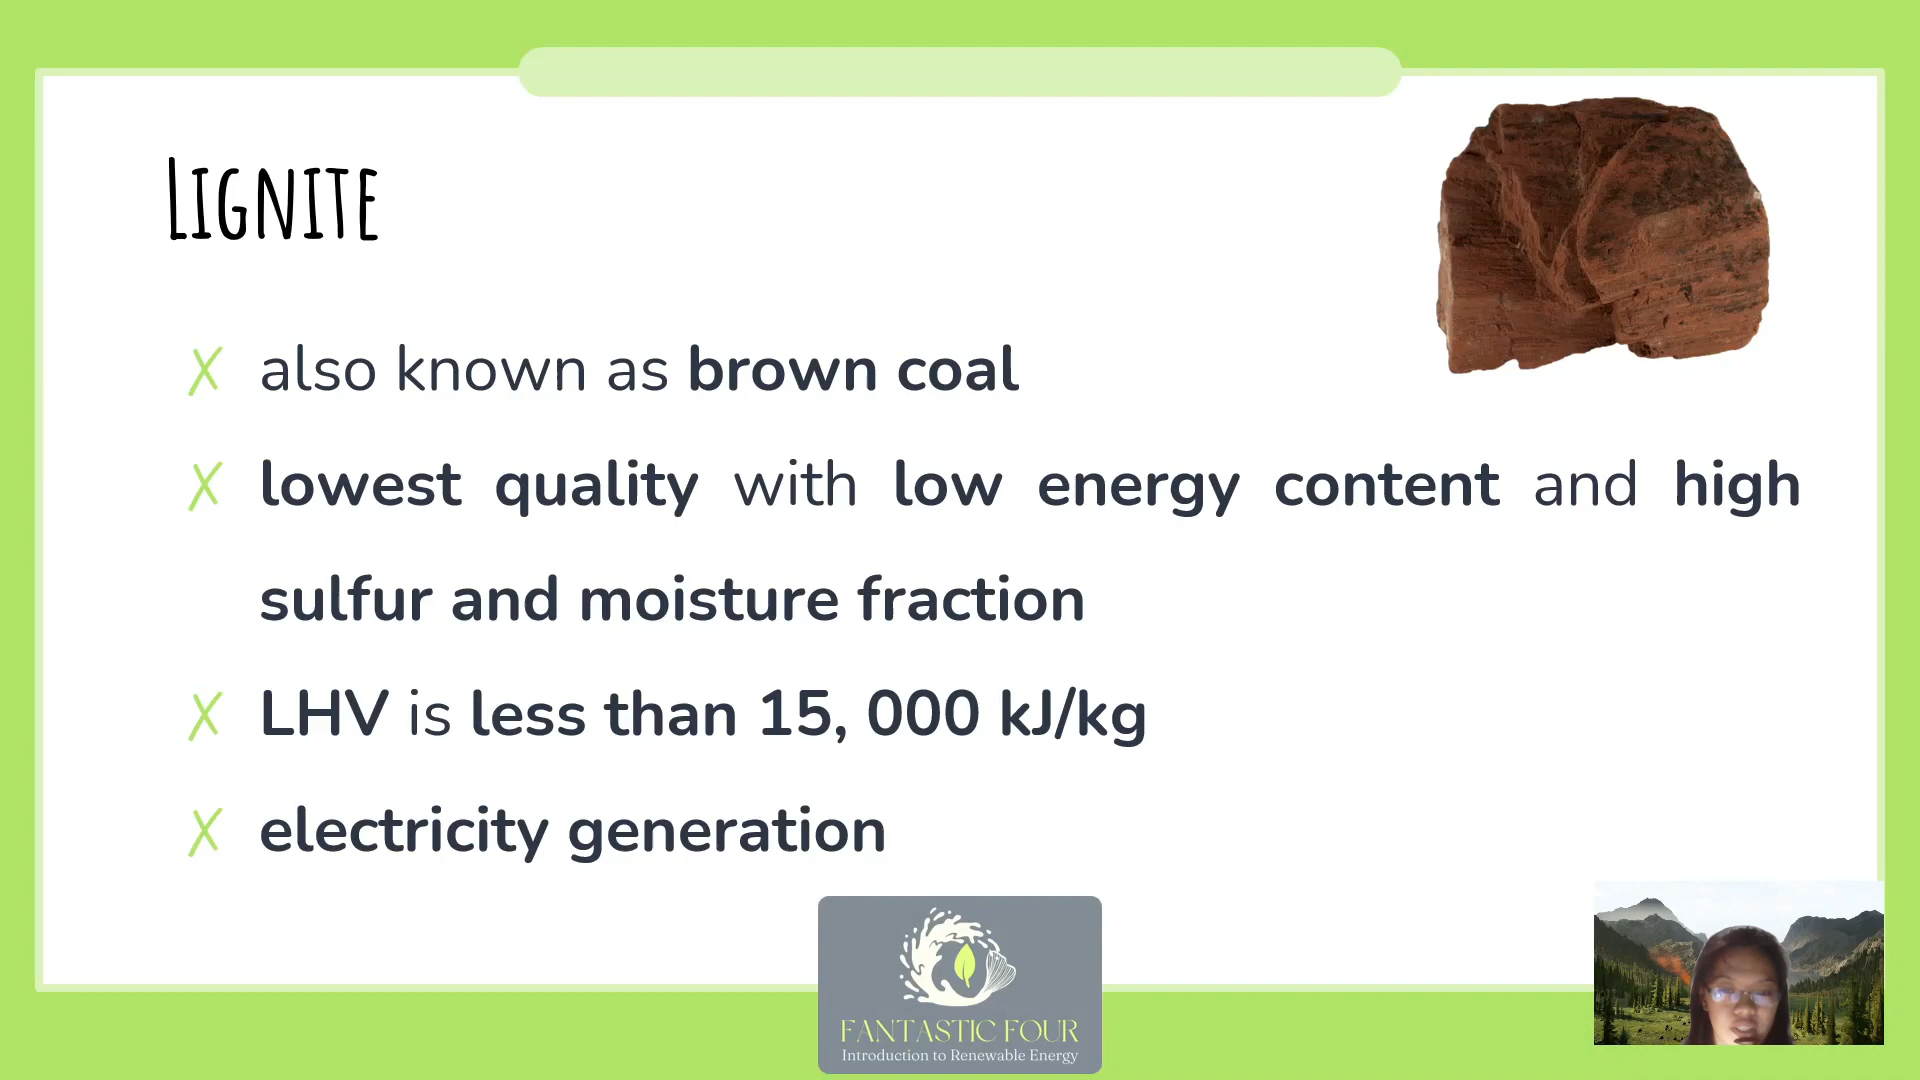 Lignite
✗ also known as brown coal
✗ lowest quality with low energy content and high
sulfur and moisture fraction
✗ LHV is less than 15, 000 kJ/kg
✗ electricity generation
FANTASTIC FOUR
Introduction to Renewable Energy